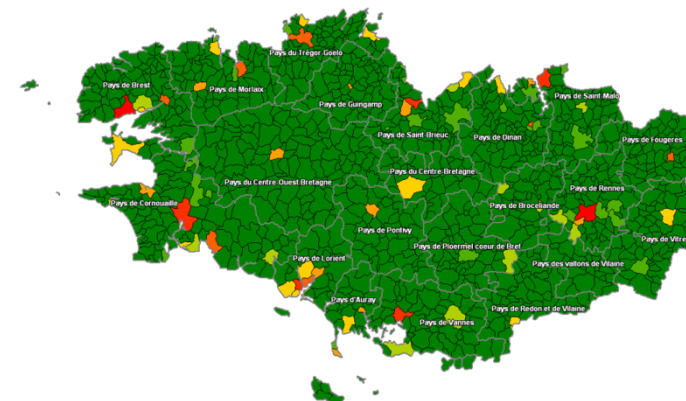 Pays du Trégor-Goelo
Pays de Brest
Pays de Morlaix
Pays de Saint Malo
Pays de Guingamp
Pays de Saint Brieuc
Pays de Dinan
Pays de Fougeres
Pays du Centre-Bretagne
Pays du Centre-Ouest Bretagne
Pays de Rennes
Pays de Cornouaille
Pays de Broceliande
Pays de Pontivy
Pays de Vitre
Pays de Ploermel coeur de Bret
Pays de Lorient
Pays des vallons de Vilaine
Pays d'Auray
Pays de Redon et de Vilaine
Pays de Vannes